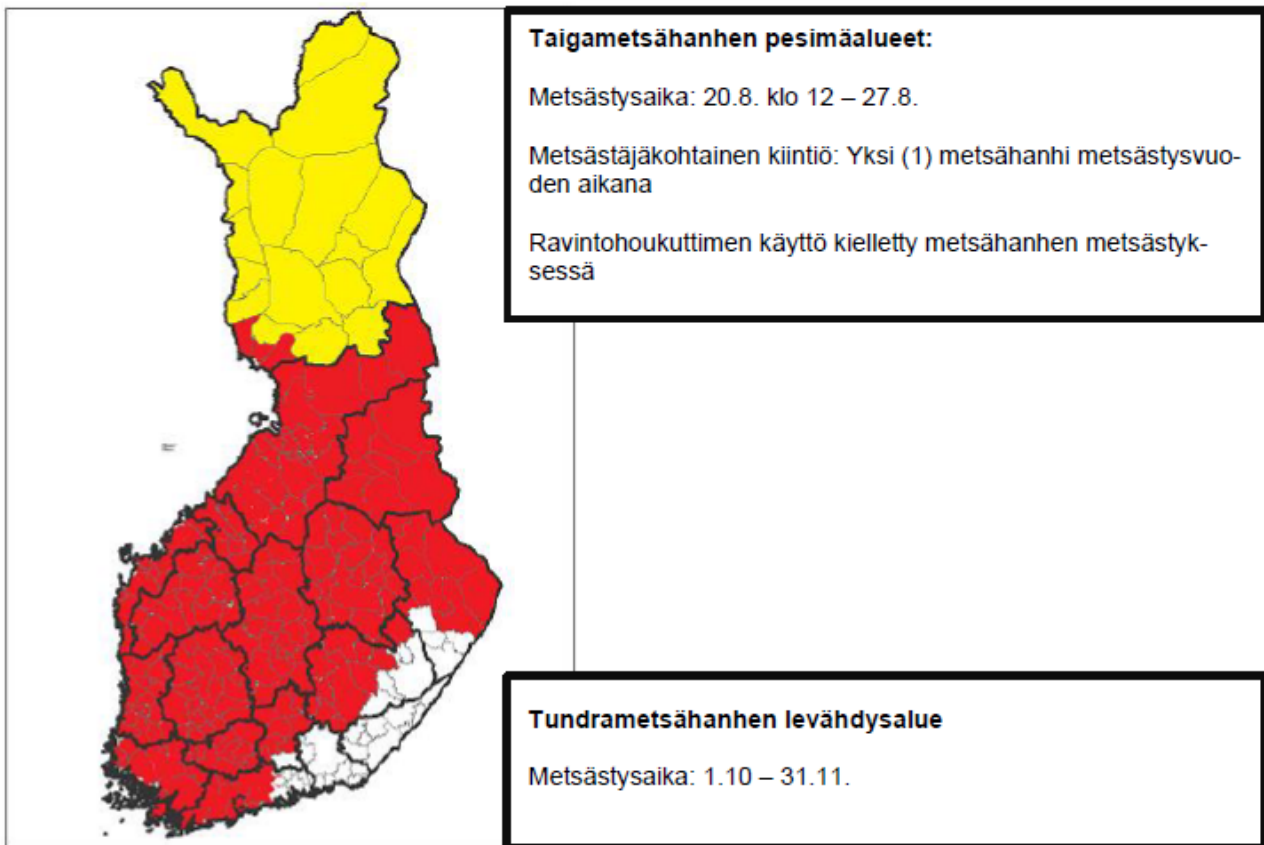 Taigametsähanhen pesimäalueet:
Metsästysaika: 20.8. klo 12 – 27.8.
Metsästäjäkohtainen kiintiö: Yksi (1) metsähanhi metsästysvuo-
den aikana
Ravintohoukuttimen käyttö kielletty metsähanhen metsästyk-
sessä
Tundrametsähanhen levähdysalue
Metsästysaika: 1.10 – 31.11.